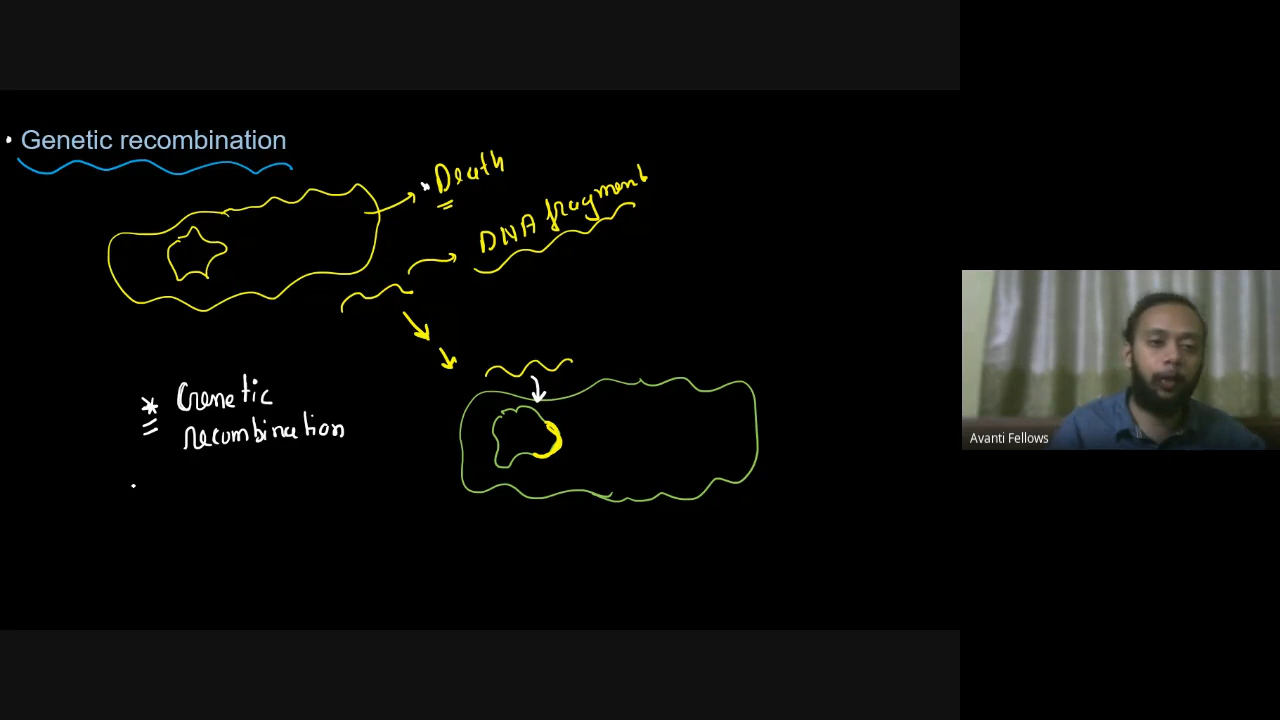 • Genetic recombination
* Death
DNA fragment
* Genetic
recombination
Avanti Fellows